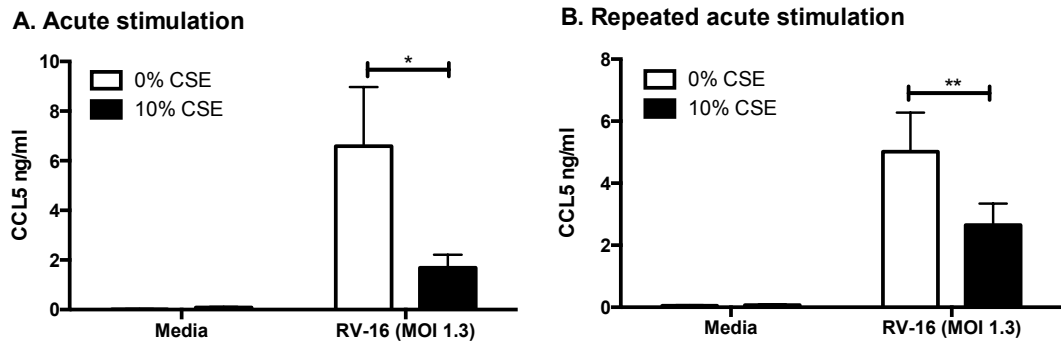 A. Acute stimulation
10
8
6
4
2
0
CCL5 ng/ml
0% CSE
10% CSE
*
Media
RV-16 (MOI 1.3)
B. Repeated acute stimulation
8
6
4
2
0
CCL5 ng/ml
0% CSE
10% CSE
**
Media
RV-16 (MOI 1.3)